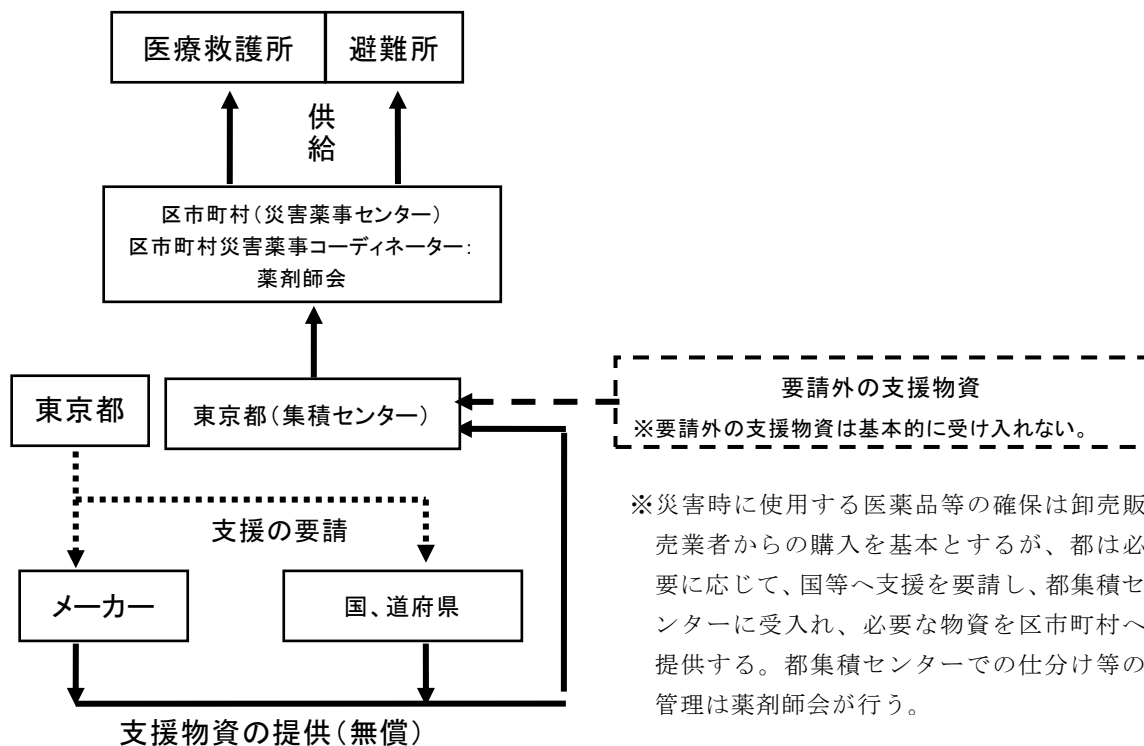 医療救護所
避難所
供
給
区市町村（災害薬事センター）
区市町村災害薬事コーディネーター：
薬剤師会
東京都
東京都（集積センター）
要請外の支援物資
※要請外の支援物資は基本的に受け入れない。
支援の要請
メーカー
国、道府県
支援物資の提供（無償）
※災害時に使用する医薬品等の確保は卸売販
売業者からの購入を基本とするが、都は必
要に応じて、国等へ支援を要請し、都集積セ
ンターに受入れ、必要な物資を区市町村へ
提供する。都集積センターでの仕分け等の
管理は薬剤師会が行う。